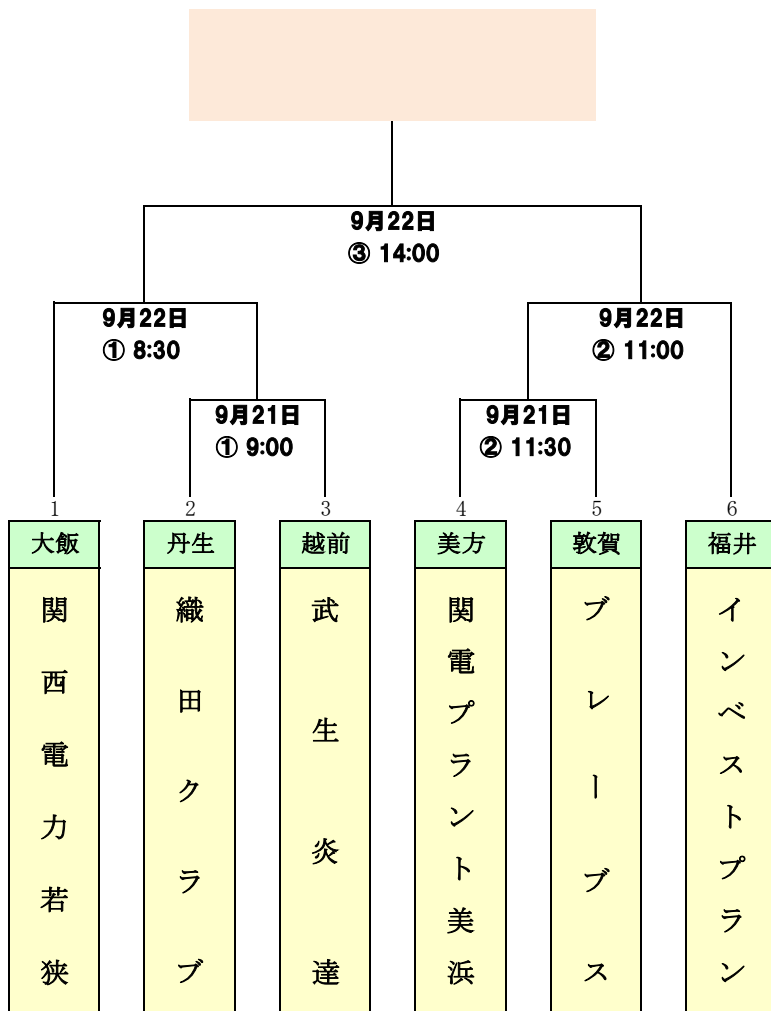 9月22日
③ 14:00
9月22日
① 8:30
9月22日
② 11:00
9月21日
① 9:00
9月21日
② 11:30
1
2
3
4
5
6
大飯
丹生
越前
美方
敦賀
福井
関西電力若狭
織田クラブ
武生炎達
関電プラント美浜
ブレーブス
インベストプラン